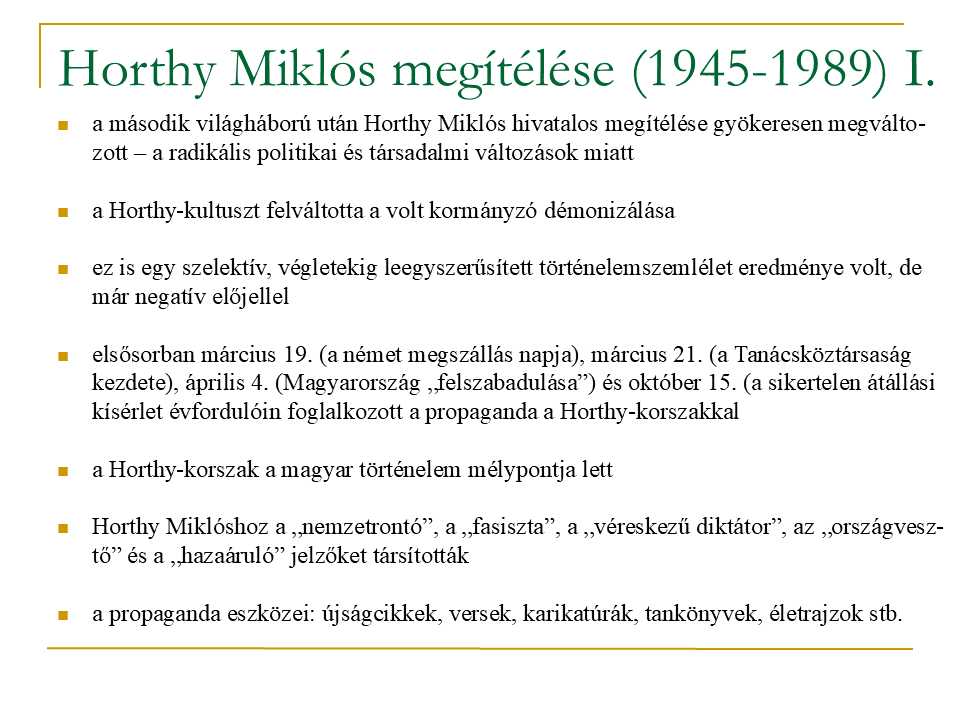 Horthy Miklós megítélése (1945-1989) I.
a második világháború után Horthy Miklós hivatalos megítélése gyökeresen megválto-
zott – a radikális politikai és társadalmi változások miatt
a Horthy-kultuszt felváltotta a volt kormányzó démonizálása
ez is egy szelektív, végletekig leegyszerűsített történelemszemlélet eredménye volt, de
már negatív előjellel
elsősorban március 19. (a német megszállás napja), március 21. (a Tanácsköztársaság
kezdete), április 4. (Magyarország „felszabadulása”) és október 15. (a sikertelen átállási
kísérlet évfordulóin foglalkozott a propaganda a Horthy-korszakkal
a Horthy-korszak a magyar történelem mélypontja lett
Horthy Miklóshoz a „nemzetrontó”, a „fasiszta”, a „véreskezű diktátor”, az „országvesz-
tő” és a „hazaáruló” jelzőket társították
a propaganda eszközei: újságcikkek, versek, karikatúrák, tankönyvek, életrajzok stb.